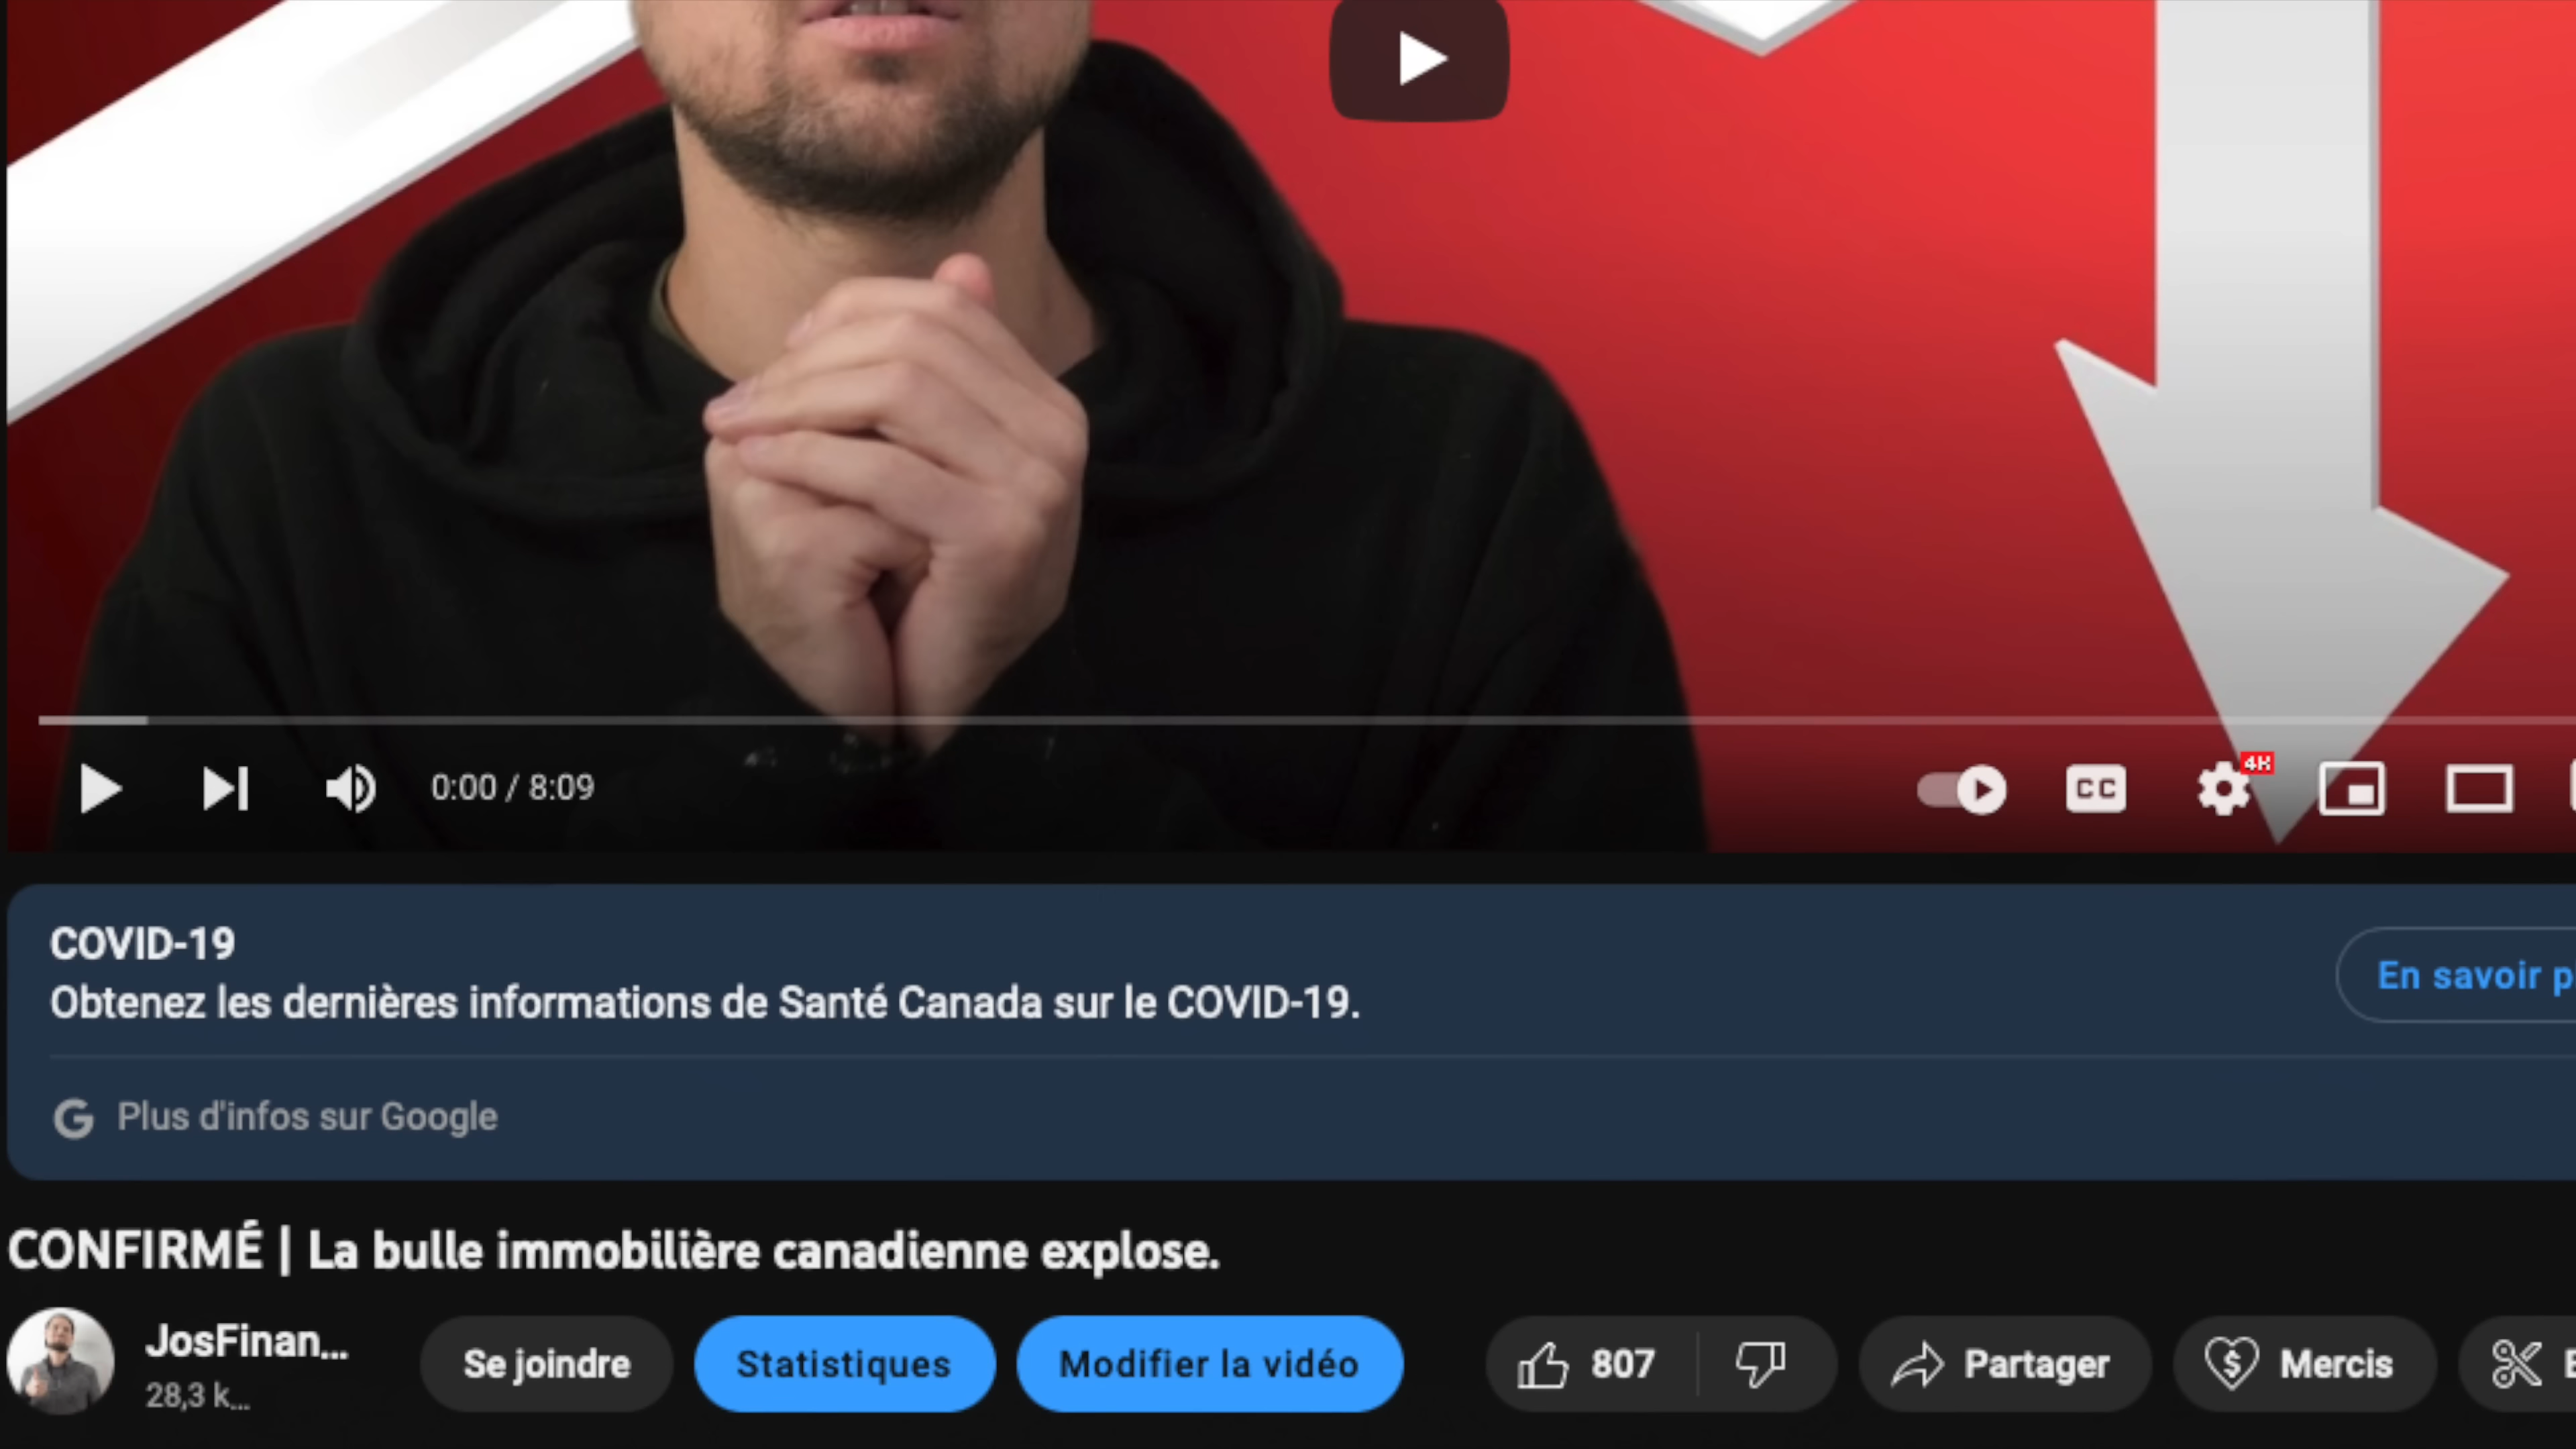 0:00 / 8:09
CC
4K
COVID-19
Obtenez les dernières informations de Santé Canada sur le COVID-19.
En savoir p
G Plus d'infos sur Google
CONFIRMÉ | La bulle immobilière canadienne explose.
JosFinan...
28,3 k...
Se joindre
Statistiques
Modifier la vidéo
807
Partager
$ Mercis